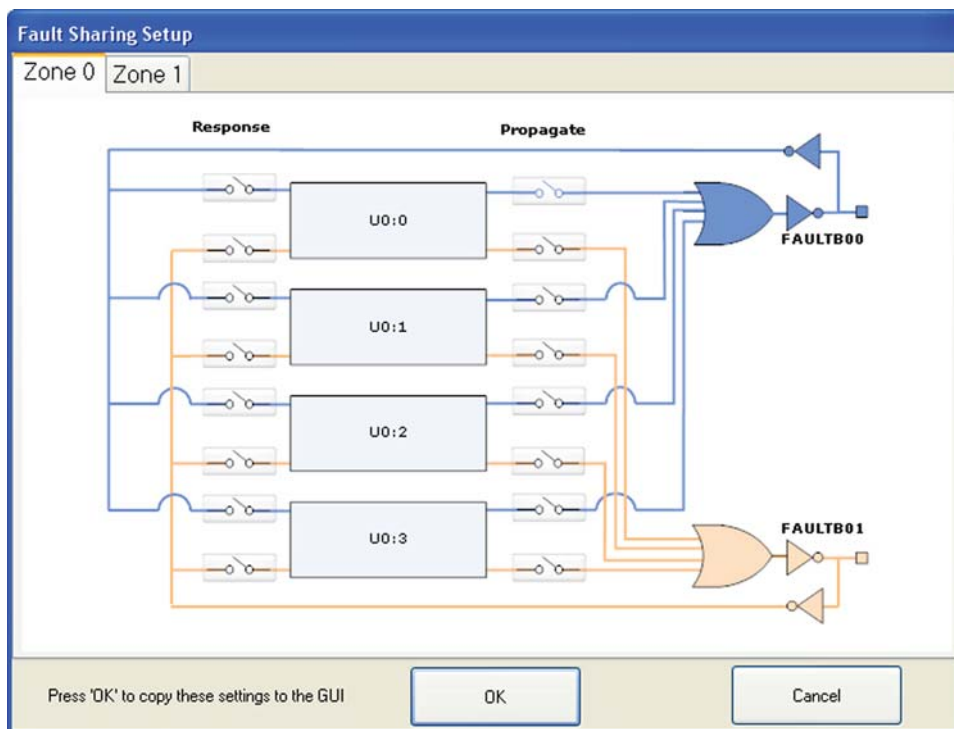 Fault Sharing Setup
Zone 0
Zone 1
Response
Propagate
U0:0
FAULTB00
U0:1
U0:2
U0:3
FAULTB01
Press 'OK' to copy these settings to the GUI
OK
Cancel